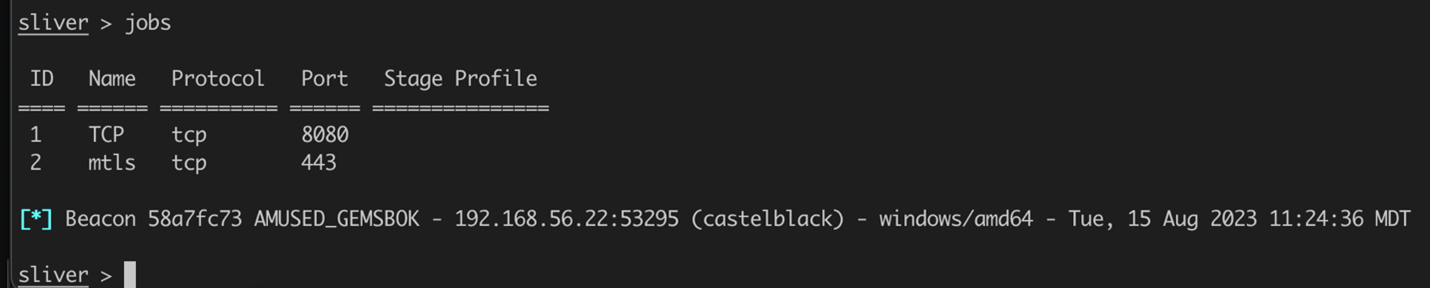 sliver > jobs
ID Name Protocol Port Stage Profile
==== ====== ========== ====== ===============
1 TCP tcp 8080
2 mtls tcp 443
[*] Beacon 58a7fc73 AMUSED_GEMSBOK - 192.168.56.22:53295 (castelblack) - windows/amd64 - Tue, 15 Aug 2023 11:24:36 MDT
sliver >